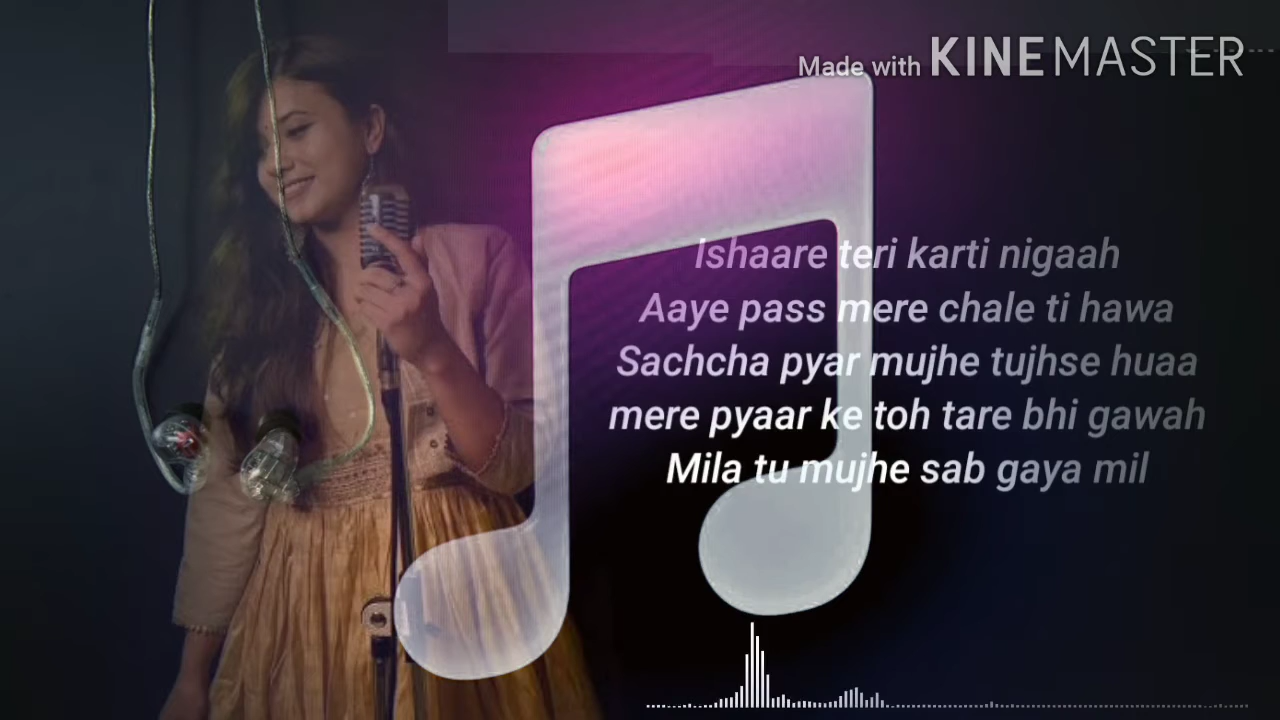 Made with KINEMASTER
Ishaare teri karti nigaah
Aaye pass mere chale ti hawa
Sachcha pyar mujhe tujhse huaa
mere pyaar ke toh tare bhi gawah
Mila tu mujhe sab gaya mil